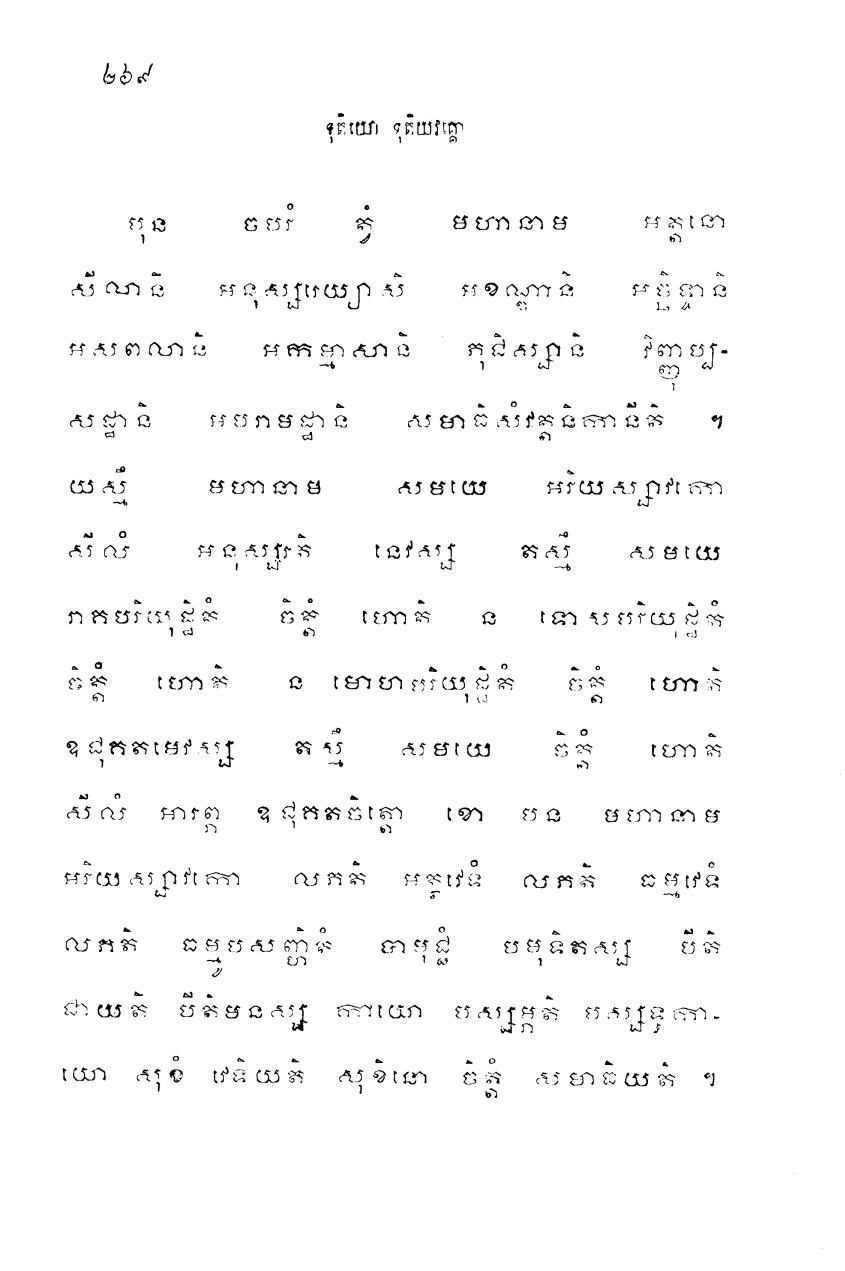 ២៦៩
ទុតិយោ ទុតិយវគ្គោ
បុន ចបរំ ត្វំ មហានាម អត្តនោ
សីលានិ អនុស្សរេយ្យាសិ អខណ្ឌានិ អច្ឆិទ្ទានិ
អសពលានិ អកម្មាសានិ ភុជិស្សានិ វិញ្ញុប្ប-
សដ្ឋានិ អបរាមដ្ឋានិ សមាធិសំវត្តនិកានីតិ ។
យស្មឹ មហានាម សមយេ អរិយស្សាវកោ
សីលំ អនុស្សរតិ នេវស្ស តស្មឹ សមយេ
រាគបរិយុដ្ឋិតំ ចិត្តំ ហោតិ ន ទោសបរិយុដ្ឋិតំ
ចិត្តំ ហោតិ ន មោហបរិយុដ្ឋិតំ ចិត្តំ ហោតិ
ឧជុគតមេវស្ស តស្មឹ សមយេ ចិត្តំ ហោតិ
សីលំ អារព្ភ ឧជុគតចិត្តោ ខោ បន មហានាម
អរិយស្សាវកោ លភតិ អត្ថវេទំ លភតិ ធម្មវេទំ
លភតិ ធម្មូបសញ្ហិតំ បាមុជ្ជំ បមុទិតស្ស បីតិ
ជាយតិ បីតិមនស្ស កាយោ បស្សម្ភតិ បស្សទ្ធកា-
យោ សុខំ វេទិយតិ សុខិនោ ចិត្តំ សមាធិយតិ ។